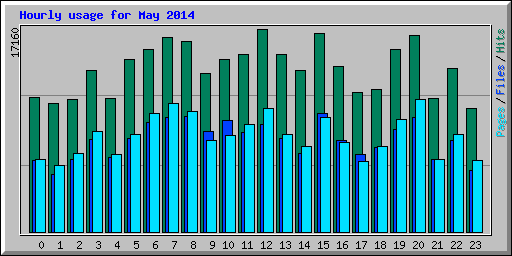 Hourly usage for May 2014
17160
Pages/Files/Hits
0 1 2 3 4 5 6 7 8 9 10 11 12 13 14 15 16 17 18 19 20 21 22 23